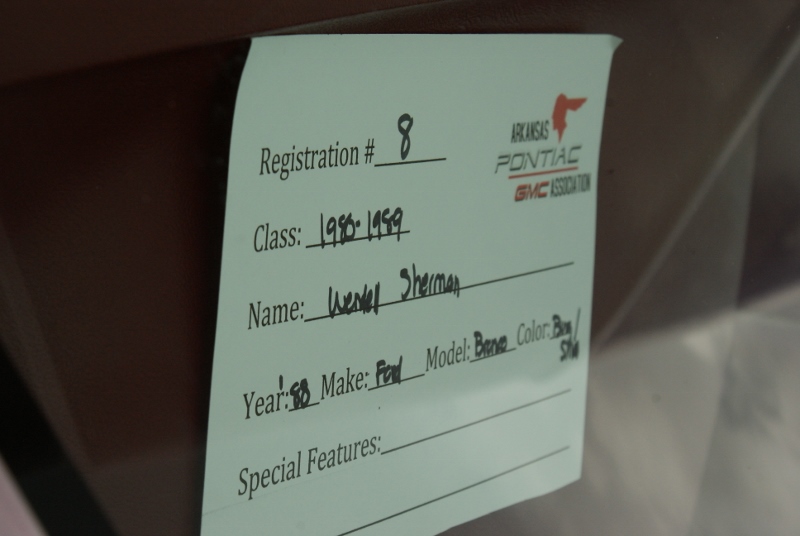 Registration # 8
ARKANSAS
PONTIAC
GMC ASSOCIATION
Class: 1980-1989
Name: Wendel Sherman
Year: '88 Make: Ford Model: Bronco Color:
Special Features: